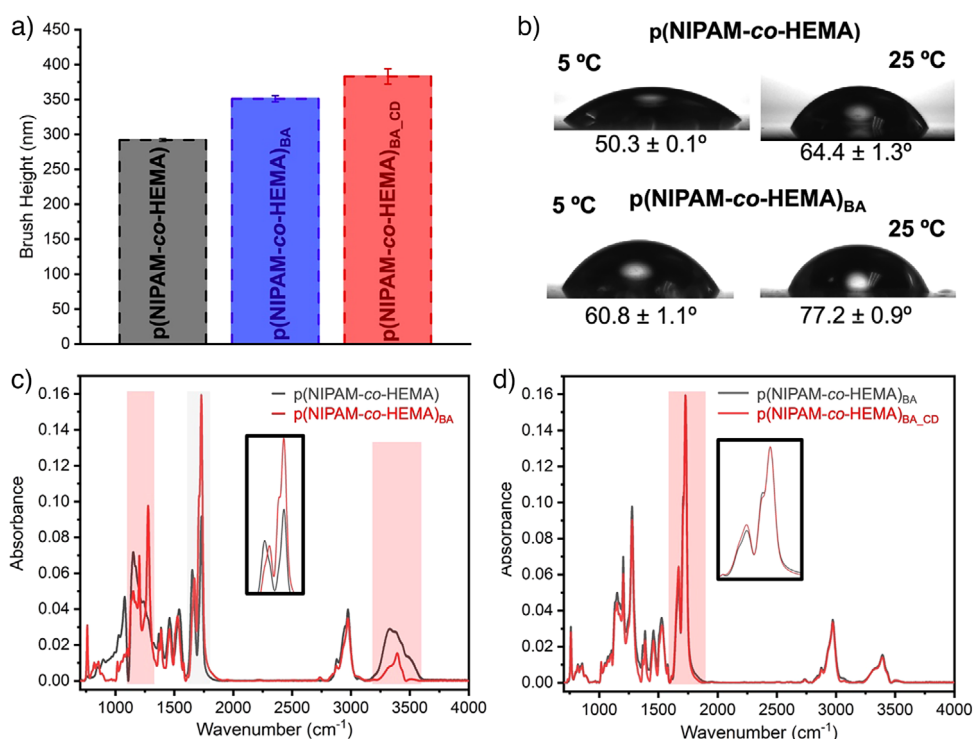 a)
Brush Height (nm)
450
400
350
300
250
200
150
100
50
0
p(NIPAM-co-HEMA)
p(NIPAM-co-HEMA)BA
p(NIPAM-co-HEMA)BA_CD
b)
p(NIPAM-co-HEMA)
5 ºC
25 ºC
50.3 ± 0.1º
64.4 ± 1.3º
p(NIPAM-co-HEMA)BA
5 ºC
25 ºC
60.8 ± 1.1º
77.2 ± 0.9º
c)
Absorbance
0.16
0.14
0.12
0.10
0.08
0.06
0.04
0.02
0.00
p(NIPAM-co-HEMA)
p(NIPAM-co-HEMA)BA
1000 1500 2000 2500 3000 3500 4000
Wavenumber (cm-1)
d)
Absorbance
0.16
0.14
0.12
0.10
0.08
0.06
0.04
0.02
0.00
p(NIPAM-co-HEMA)BA
p(NIPAM-co-HEMA)BA_CD
1000 1500 2000 2500 3000 3500 4000
Wavenumber (cm-1)